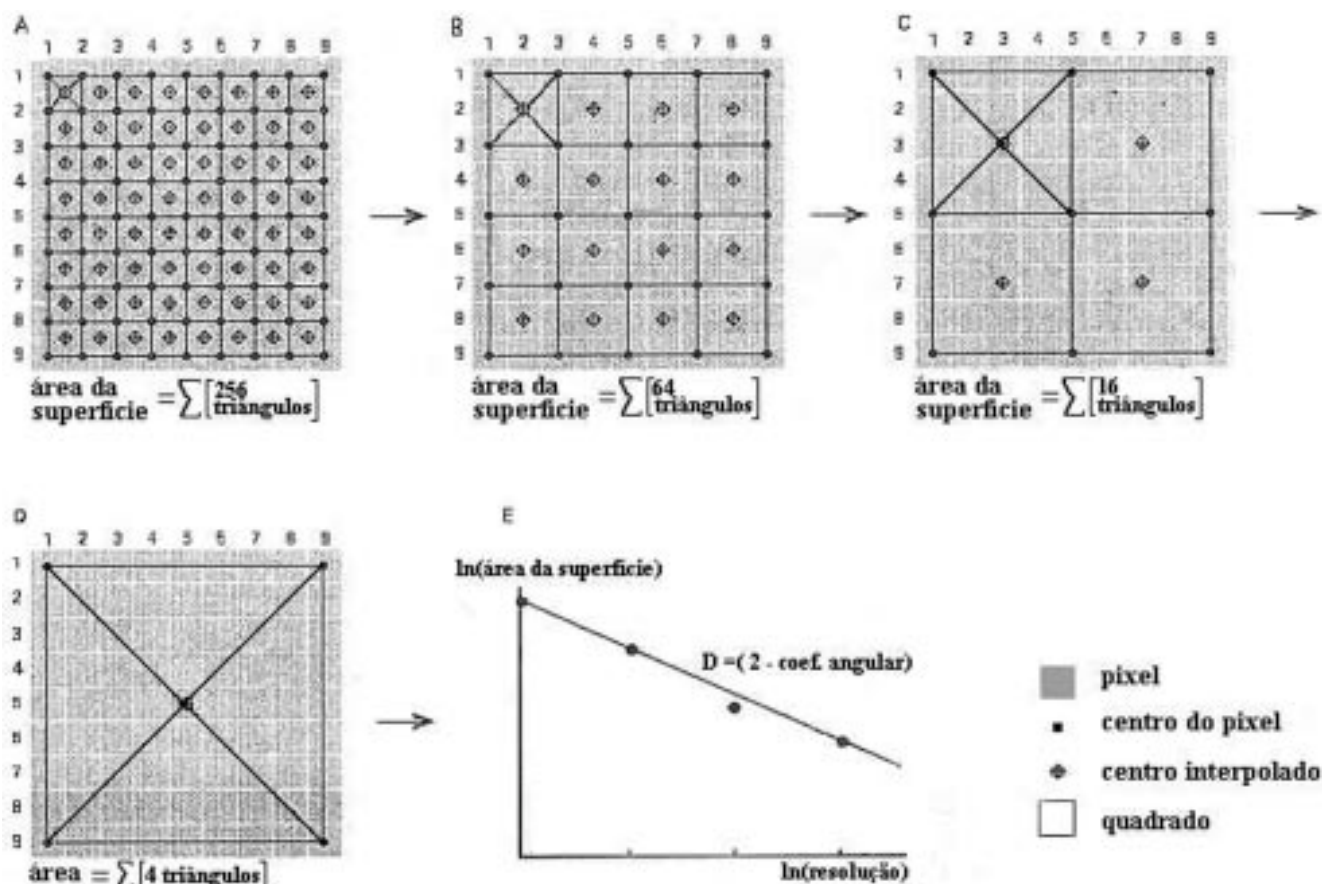 A
1 2 3 4 5 6 7 8 9
1
2
3
4
5
6
7
8
9
área da superficie = ∑[256 triângulos]
B
1 2 3 4 5 6 7 8 9
1
2
3
4
5
6
7
8
9
área da superficie = ∑[64 triângulos]
C
1 2 3 4 5 6 7 8 9
1
2
3
4
5
6
7
8
9
área da superficie = ∑[16 triângulos]
D
1 2 3 4 5 6 7 8 9
1
2
3
4
5
6
7
8
9
área = ∑[4 triângulos]
E
ln(área da superficie)
D =( 2 - coef. angular)
ln(resolução)
pixel
centro do pixel
centro interpolado
quadrado